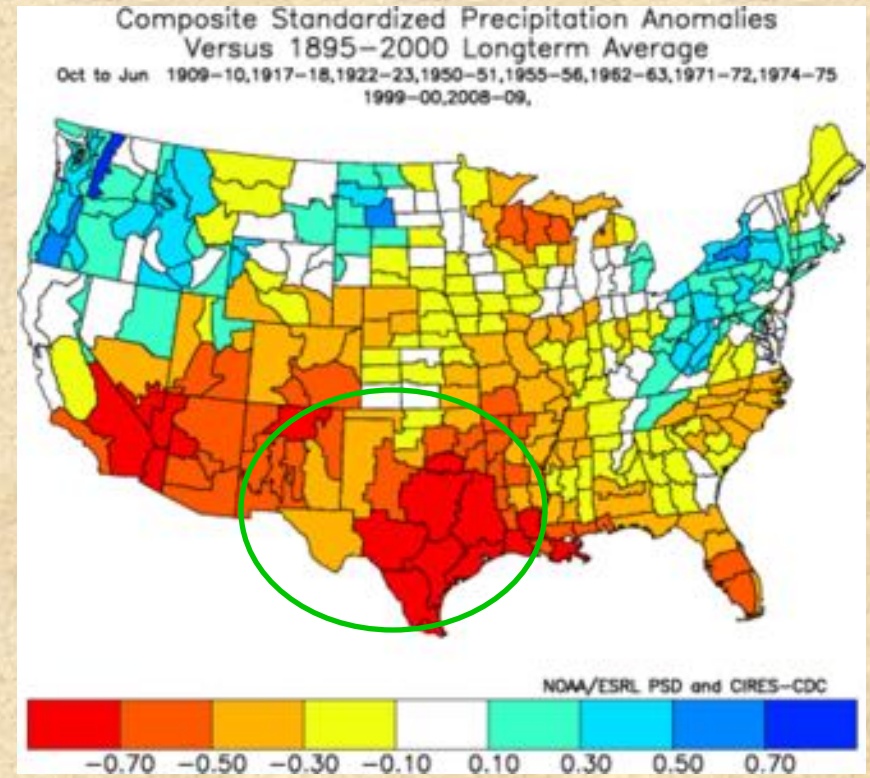 Composite Standardized Precipitation Anomalies
Versus 1895-2000 Longterm Average
Oct to Jun 1909-10,1917-18,1922-23,1950-51,1955-56,1962-63,1971-72,1974-75
1999-00,2008-09,
NOAA/ESRL PSD and CIRES-CDC
-0.70 -0.50 -0.30 -0.10 0.10 0.30 0.50 0.70